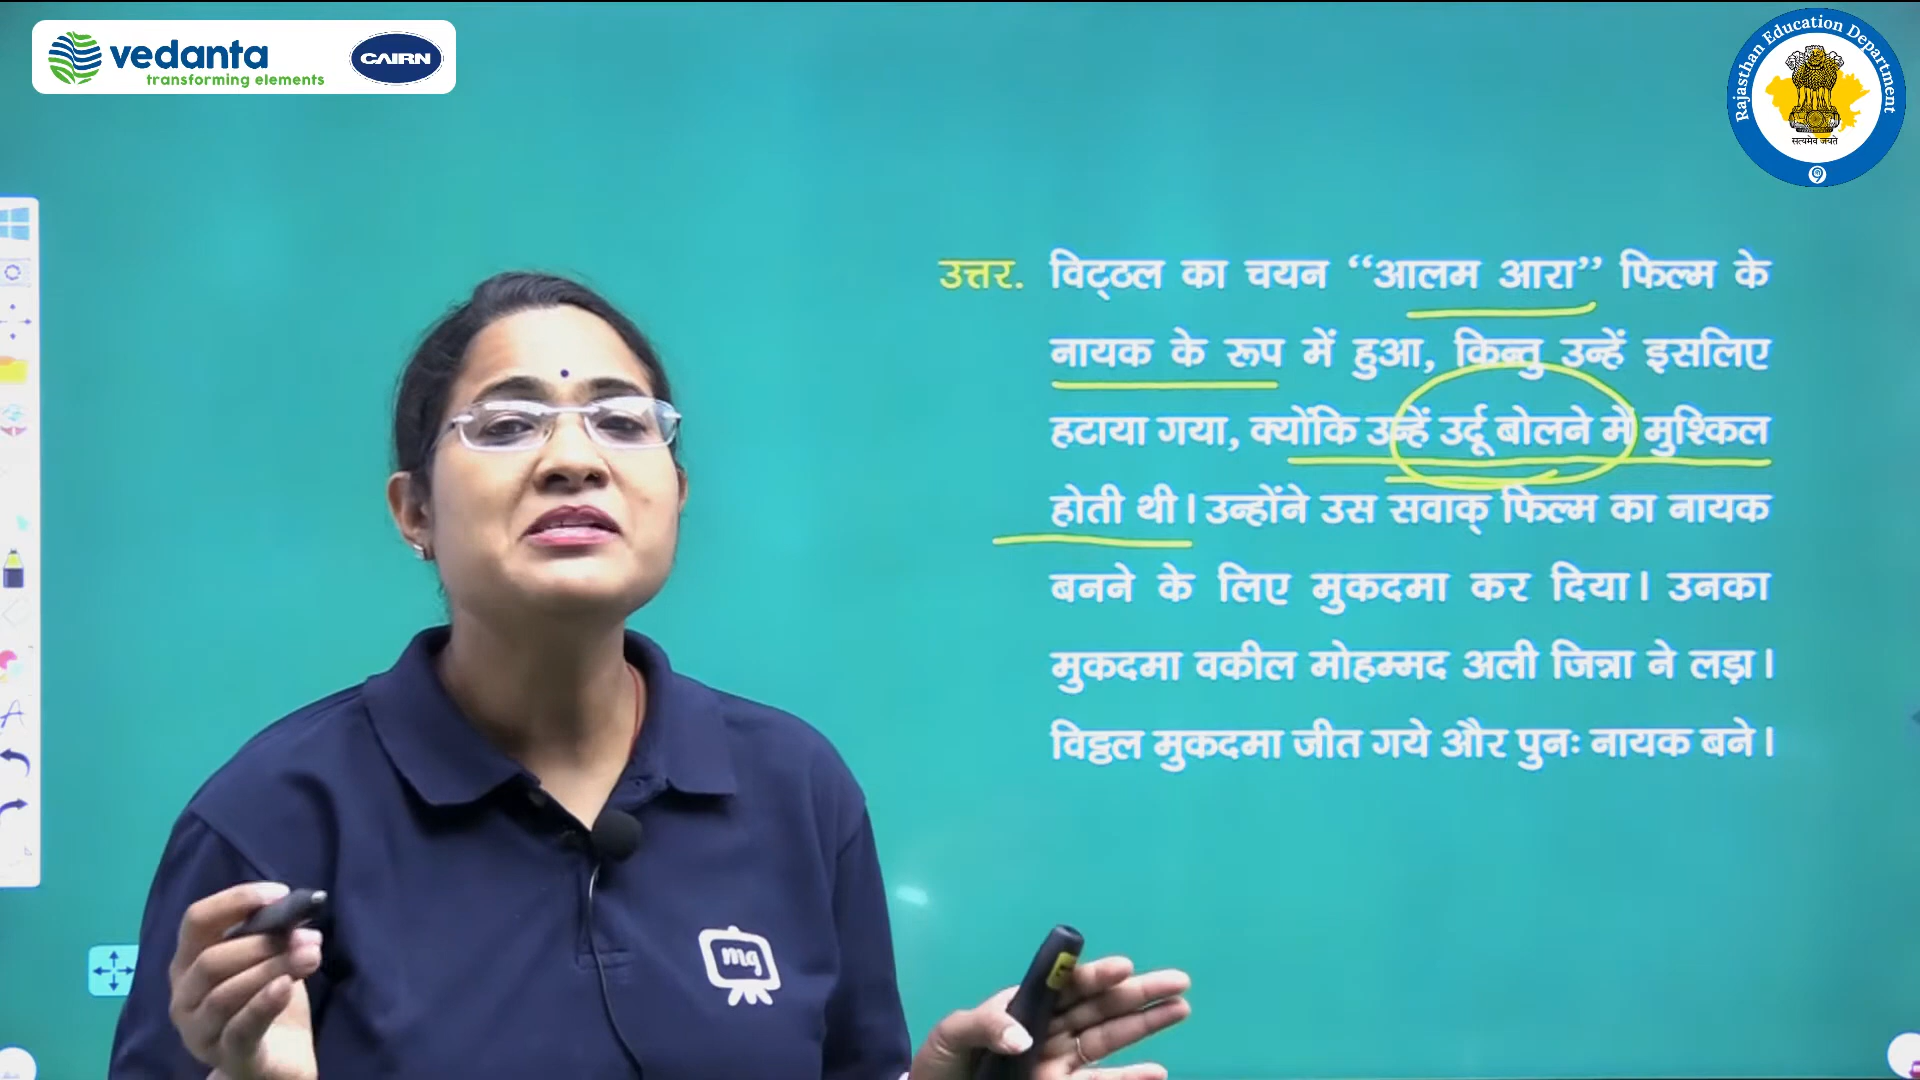 vedanta
transforming elements
CAIRN
Rajasthan Education Department
सत्यमेव जयते
उत्तर. विट्ठल का चयन “आलम आरा” फिल्म के
नायक के रूप में हुआ, किन्तु उन्हें इसलिए
हटाया गया, क्योंकि उन्हें उर्दू बोलने में मुश्किल
होती थी। उन्होंने उस सवाक् फिल्म का नायक
बनने के लिए मुकदमा कर दिया। उनका
मुकदमा वकील मोहम्मद अली जिन्ना ने लड़ा।
विट्ठल मुकदमा जीत गये और पुनः नायक बने।
mg